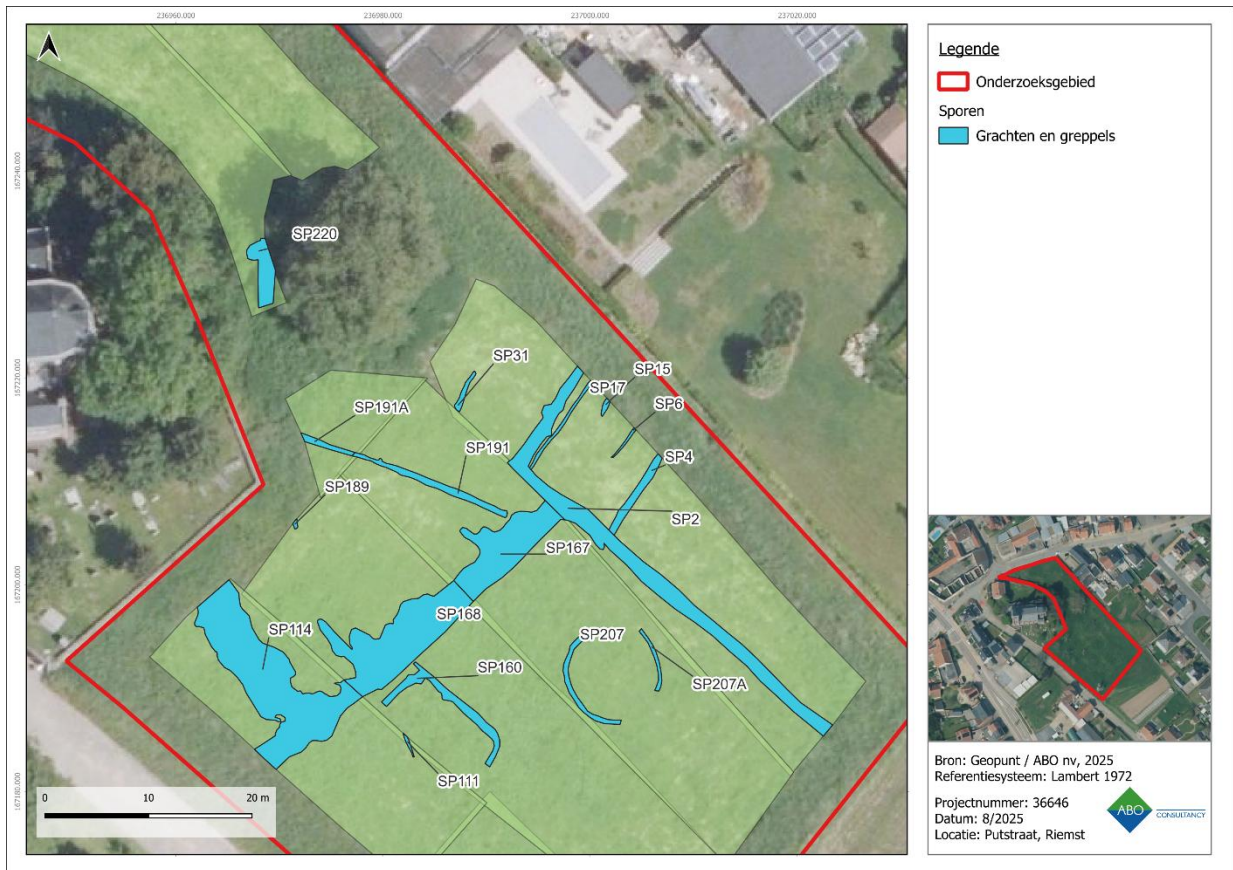 236960.000
236980.000
237000.000
237020.000
167240.000
167220.000
167200.000
167180.000
SP220
SP31
SP15
SP17
SP6
SP191A
SP191
SP4
SP189
SP2
SP167
SP168
SP114
SP207
SP160
SP207A
SP111
0 10 20 m
Legende
Onderzoeksgebied
Sporen
Grachten en greppels
Bron: Geopunt / ABO nv, 2025
Referentiesysteem: Lambert 1972
Projectnummer: 36646
Datum: 8/2025
Locatie: Putstraat, Riemst
ABO
CONSULTANCY